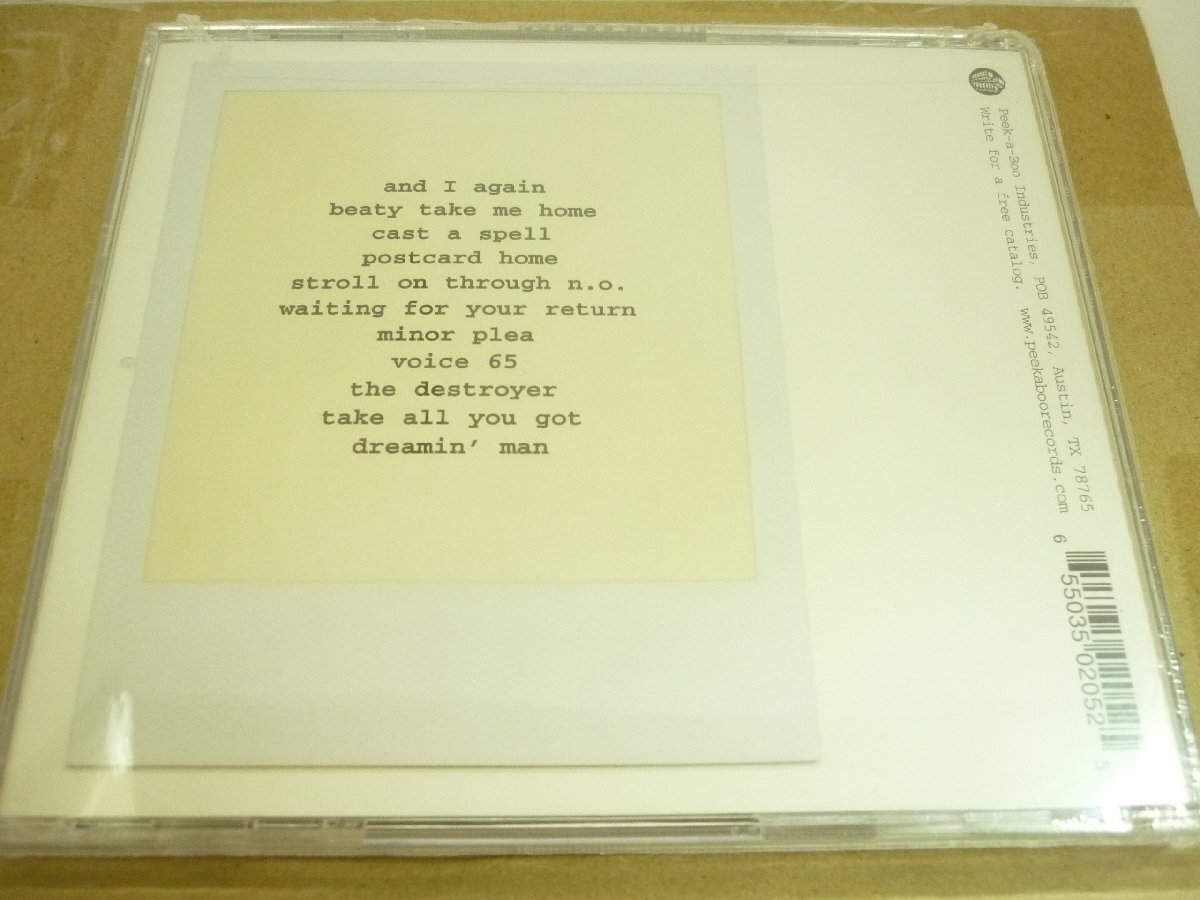 and I again
beaty take me home
cast a spell
postcard home
stroll on through n.o.
waiting for your return
minor plea
voice 65
the destroyer
take all you got
dreamin' man
Peek-a-Boo Industries, POB 49542, Austin, TX 78765
Write for a free catalog. www.peekaboorecords.com
6 55035 02052 5